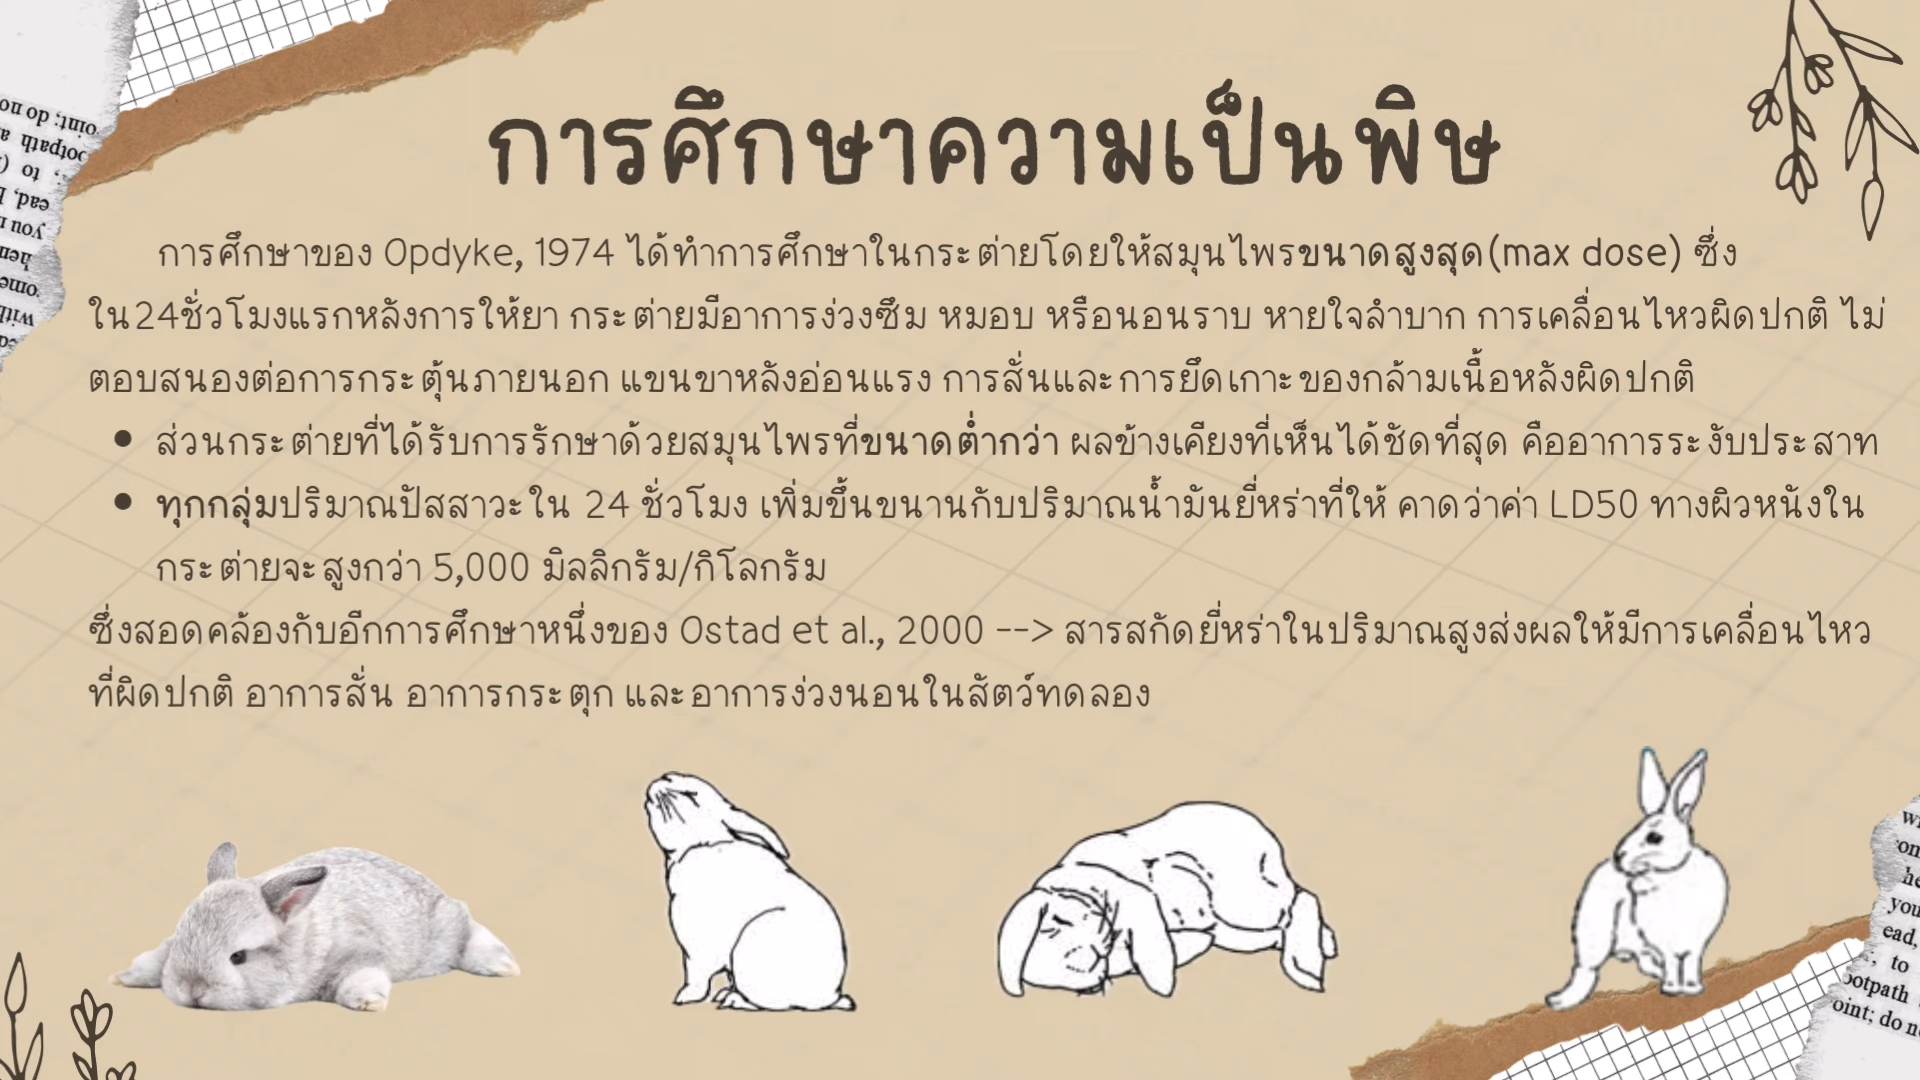 การศึกษาความเป็นพิษ
การศึกษาของ Opdyke, 1974 ได้ทำการศึกษาในกระต่ายโดยให้สมุนไพรขนาดสูงสุด(max dose) ซึ่ง
ใน24ชั่วโมงแรกหลังการให้ยา กระต่ายมีอาการง่วงซึม หมอบ หรือนอนราบ หายใจลำบาก การเคลื่อนไหวผิดปกติ ไม่
ตอบสนองต่อการกระตุ้นภายนอก แขนขาหลังอ่อนแรง การสั่นและการยึดเกาะของกล้ามเนื้อหลังผิดปกติ
• ส่วนกระต่ายที่ได้รับการรักษาด้วยสมุนไพรที่ขนาดต่ำกว่า ผลข้างเคียงที่เห็นได้ชัดที่สุด คืออาการระงับประสาท
• ทุกกลุ่มปริมาณปัสสาวะใน 24 ชั่วโมง เพิ่มขึ้นขนานกับปริมาณน้ำมันยี่หร่าที่ให้ คาดว่าค่า LD50 ทางผิวหนังใน
กระต่ายจะสูงกว่า 5,000 มิลลิกรัม/กิโลกรัม
ซึ่งสอดคล้องกับอีกการศึกษาหนึ่งของ Ostad et al., 2000 --> สารสกัดยี่หร่าในปริมาณสูงส่งผลให้มีการเคลื่อนไหว
ที่ผิดปกติ อาการสั่น อาการกระตุก และอาการง่วงนอนในสัตว์ทดลอง
oint; do no
ootpath
to
ead,
you
with
you
ead,
to
ootpath
oint; do n